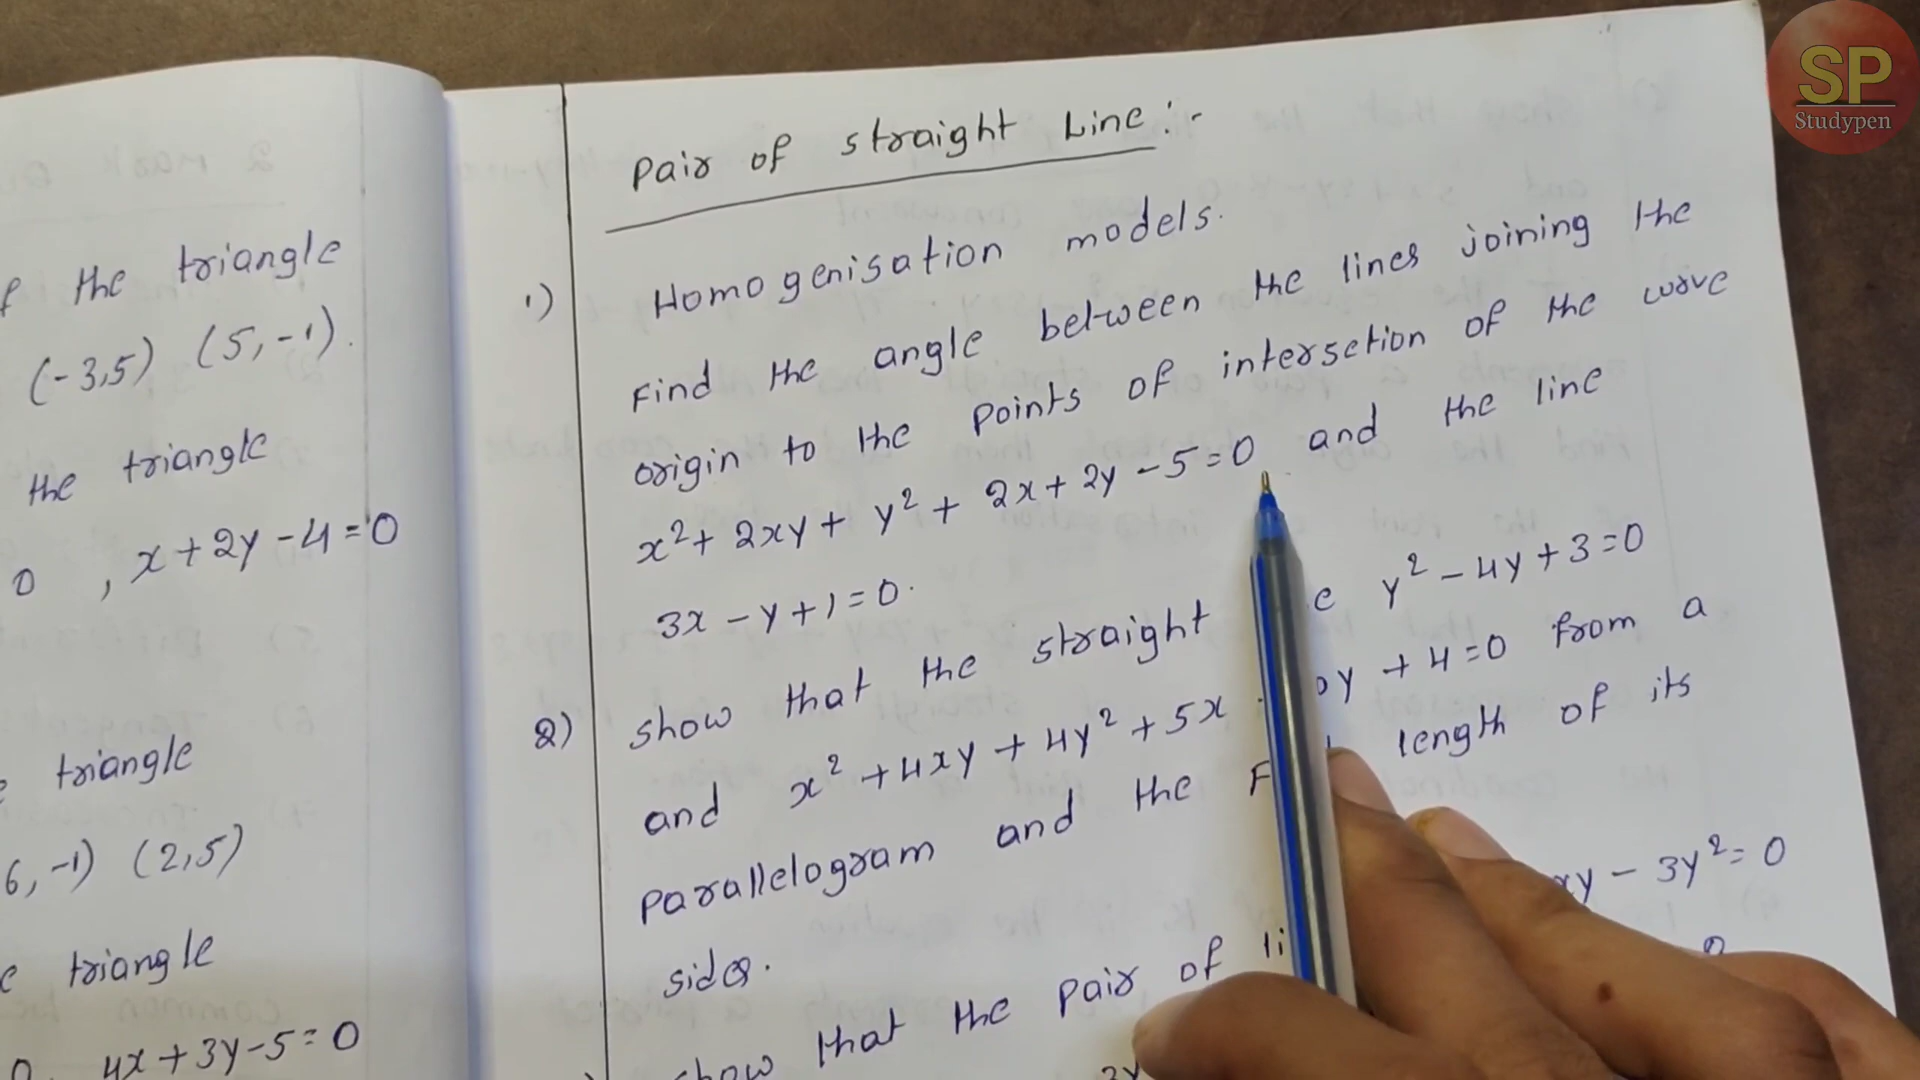 SP
Studypen
the triangle
(-3,5) (5,-1).
the triangle
0 , x+2y-4=0
triangle
6,-1) (2,5)
triangle
4x+3y-5=0
Pair of straight Line:-
1) Homogenisation models.
Find the angle between the lines joining the
origin to the points of intersection of the curve
x²+ 2xy+ y²+ 2x+2y-5=0 and the line
3x-y+1=0.
2) show that the straight y²-4y+3=0
and x²+4xy+4y²+5x y+4=0 from a
parallelogram and the length of its
sides.
show that the pair of
xy-3y²=0